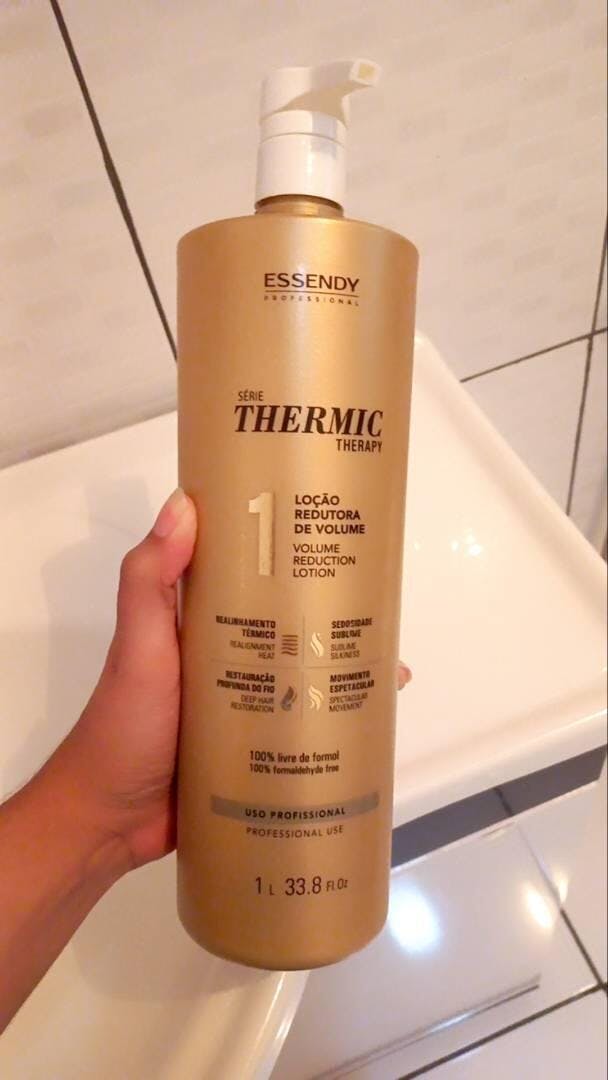 ESSENDY
PROFESSIONAL
SÉRIE
THERMIC
THERAPY
1
LOÇÃO
REDUTORA
DE VOLUME
VOLUME
REDUCTION
LOTION
REALINHAMENTO
TÉRMICO
REALIGNMENT
HEAT
SEDOSIDADE
SUBLIME
SUBLIME
SILKINESS
RESTAURAÇÃO
PROFUNDA DO FIO
DEEP HAIR
RESTORATION
MOVIMENTO
ESPETACULAR
SPECTACULAR
MOVEMENT
100% livre de formol
100% formaldehyde free
USO PROFISSIONAL
PROFESSIONAL USE
1 L 33.8 Fl.Oz